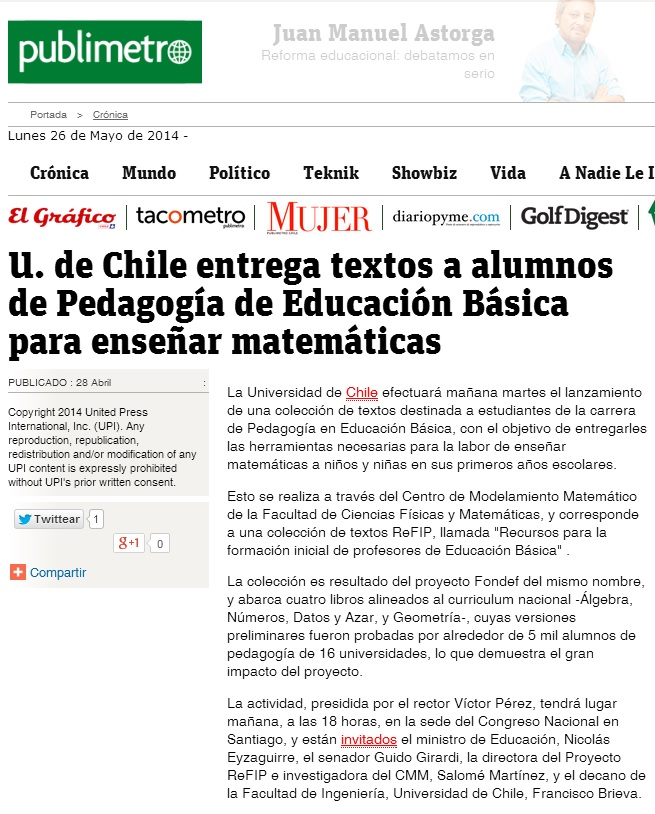 publimetro
Juan Manuel Astorga
Reforma educacional: debatamos en
serio
Portada > Crónica
Lunes 26 de Mayo de 2014 -
Crónica Mundo Político Teknik Showbiz Vida A Nadie Le I
El Gráfico tacometro publimetro MUJER diariopyme.com Golf Digest
U. de Chile entrega textos a alumnos
de Pedagogía de Educación Básica
para enseñar matemáticas
PUBLICADO : 28 Abril :
Copyright 2014 United Press
International, Inc. (UPI). Any
reproduction, republication,
redistribution and/or modification of any
UPI content is expressly prohibited
without UPI's prior written consent.
Twittear 1
g+1 0
Compartir
La Universidad de Chile efectuará mañana martes el lanzamiento
de una colección de textos destinada a estudiantes de la carrera
de Pedagogía en Educación Básica, con el objetivo de entregarles
las herramientas necesarias para la labor de enseñar
matemáticas a niños y niñas en sus primeros años escolares.
Esto se realiza a través del Centro de Modelamiento Matemático
de la Facultad de Ciencias Físicas y Matemáticas, y corresponde
a una colección de textos ReFIP, llamada "Recursos para la
formación inicial de profesores de Educación Básica" .
La colección es resultado del proyecto Fondef del mismo nombre,
y abarca cuatro libros alineados al curriculum nacional -Álgebra,
Números, Datos y Azar, y Geometría-, cuyas versiones
preliminares fueron probadas por alrededor de 5 mil alumnos de
pedagogía de 16 universidades, lo que demuestra el gran
impacto del proyecto.
La actividad, presidida por el rector Víctor Pérez, tendrá lugar
mañana, a las 18 horas, en la sede del Congreso Nacional en
Santiago, y están invitados el ministro de Educación, Nicolás
Eyzaguirre, el senador Guido Girardi, la directora del Proyecto
ReFIP e investigadora del CMM, Salomé Martínez, y el decano de
la Facultad de Ingeniería, Universidad de Chile, Francisco Brieva.